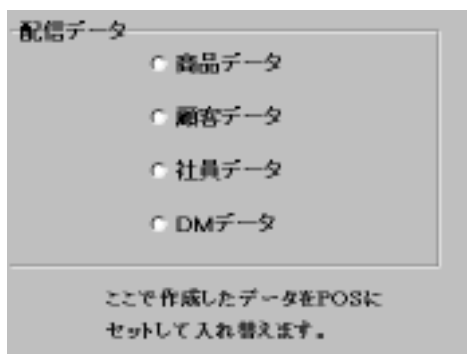 配信データ
商品データ
顧客データ
社員データ
DMデータ
ここで作成したデータをPOSに
セットして入れ替えます。